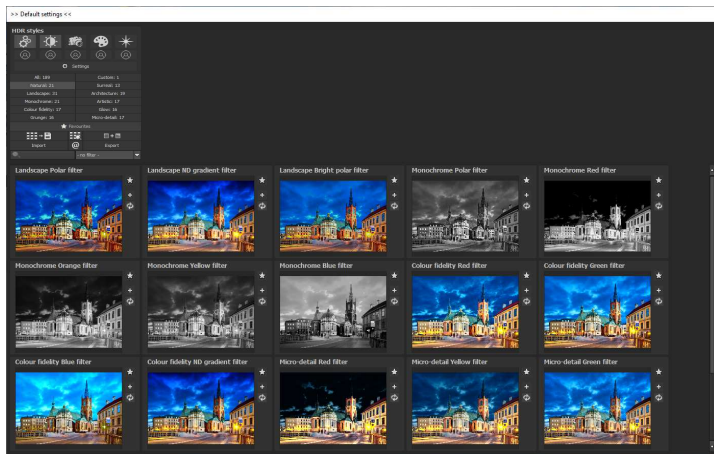 >> Default settings <<
HDR styles
Settings
All: 189 Custom: 1
Natural: 21 Surreal: 13
Landscape: 21 Architecture: 19
Monochrome: 21 Artistic: 17
Colour fidelity: 17 Glow: 16
Grunge: 16 Micro-detail: 17
Favourites
Import @ Export
- no filter -
Landscape Polar filter Landscape ND gradient filter Landscape Bright polar filter Monochrome Polar filter Monochrome Red filter
Monochrome Orange filter Monochrome Yellow filter Monochrome Blue filter Colour fidelity Red filter Colour fidelity Green filter
Colour fidelity Blue filter Colour fidelity ND gradient filter Micro-detail Red filter Micro-detail Yellow filter Micro-detail Green filter